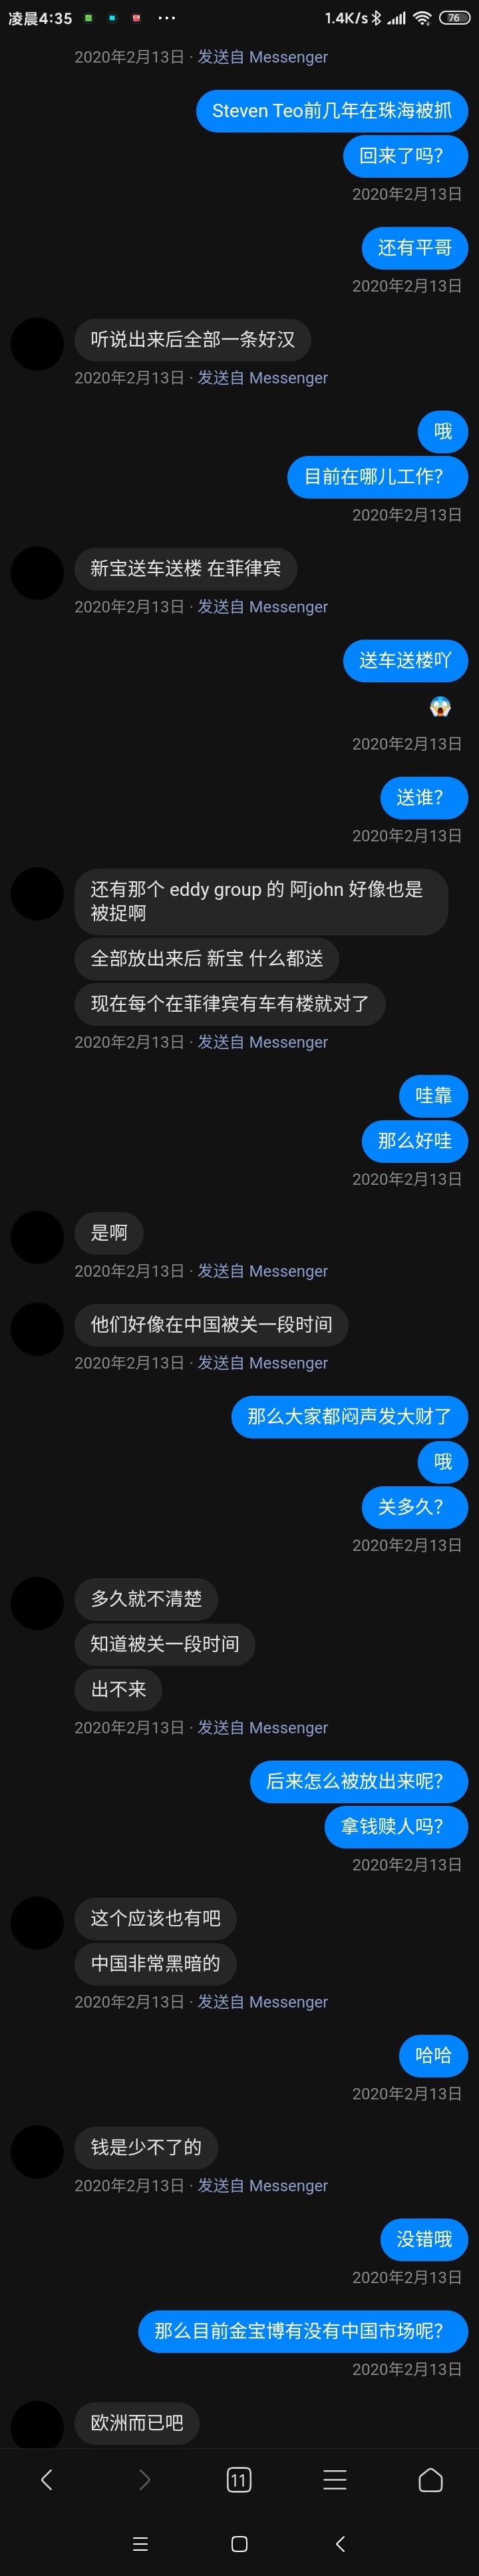 凌晨4:35
1.4K/s
76
2020年2月13日 · 发送自 Messenger
Steven Teo前几年在珠海被抓
回来了吗？
2020年2月13日
还有平哥
2020年2月13日
听说出来后全部一条好汉
2020年2月13日 · 发送自 Messenger
哦
目前在哪儿工作？
2020年2月13日
新宝送车送楼 在菲律宾
2020年2月13日 · 发送自 Messenger
送车送楼吖
😱
2020年2月13日
送谁？
2020年2月13日
还有那个 eddy group 的 阿john 好像也是
被捉啊
全部放出来后 新宝 什么都送
现在每个在菲律宾有车有楼就对了
2020年2月13日 · 发送自 Messenger
哇靠
那么好哇
2020年2月13日
是啊
2020年2月13日 · 发送自 Messenger
他们好像在中国被关一段时间
2020年2月13日 · 发送自 Messenger
那么大家都闷声发大财了
哦
关多久？
2020年2月13日
多久就不清楚
知道被关一段时间
出不来
2020年2月13日 · 发送自 Messenger
后来怎么被放出来呢？
拿钱赎人吗？
2020年2月13日
这个应该也有吧
中国非常黑暗的
2020年2月13日 · 发送自 Messenger
哈哈
2020年2月13日
钱是少不了的
2020年2月13日 · 发送自 Messenger
没错哦
2020年2月13日
那么目前金宝博有没有中国市场呢？
2020年2月13日
欧洲而已吧
11